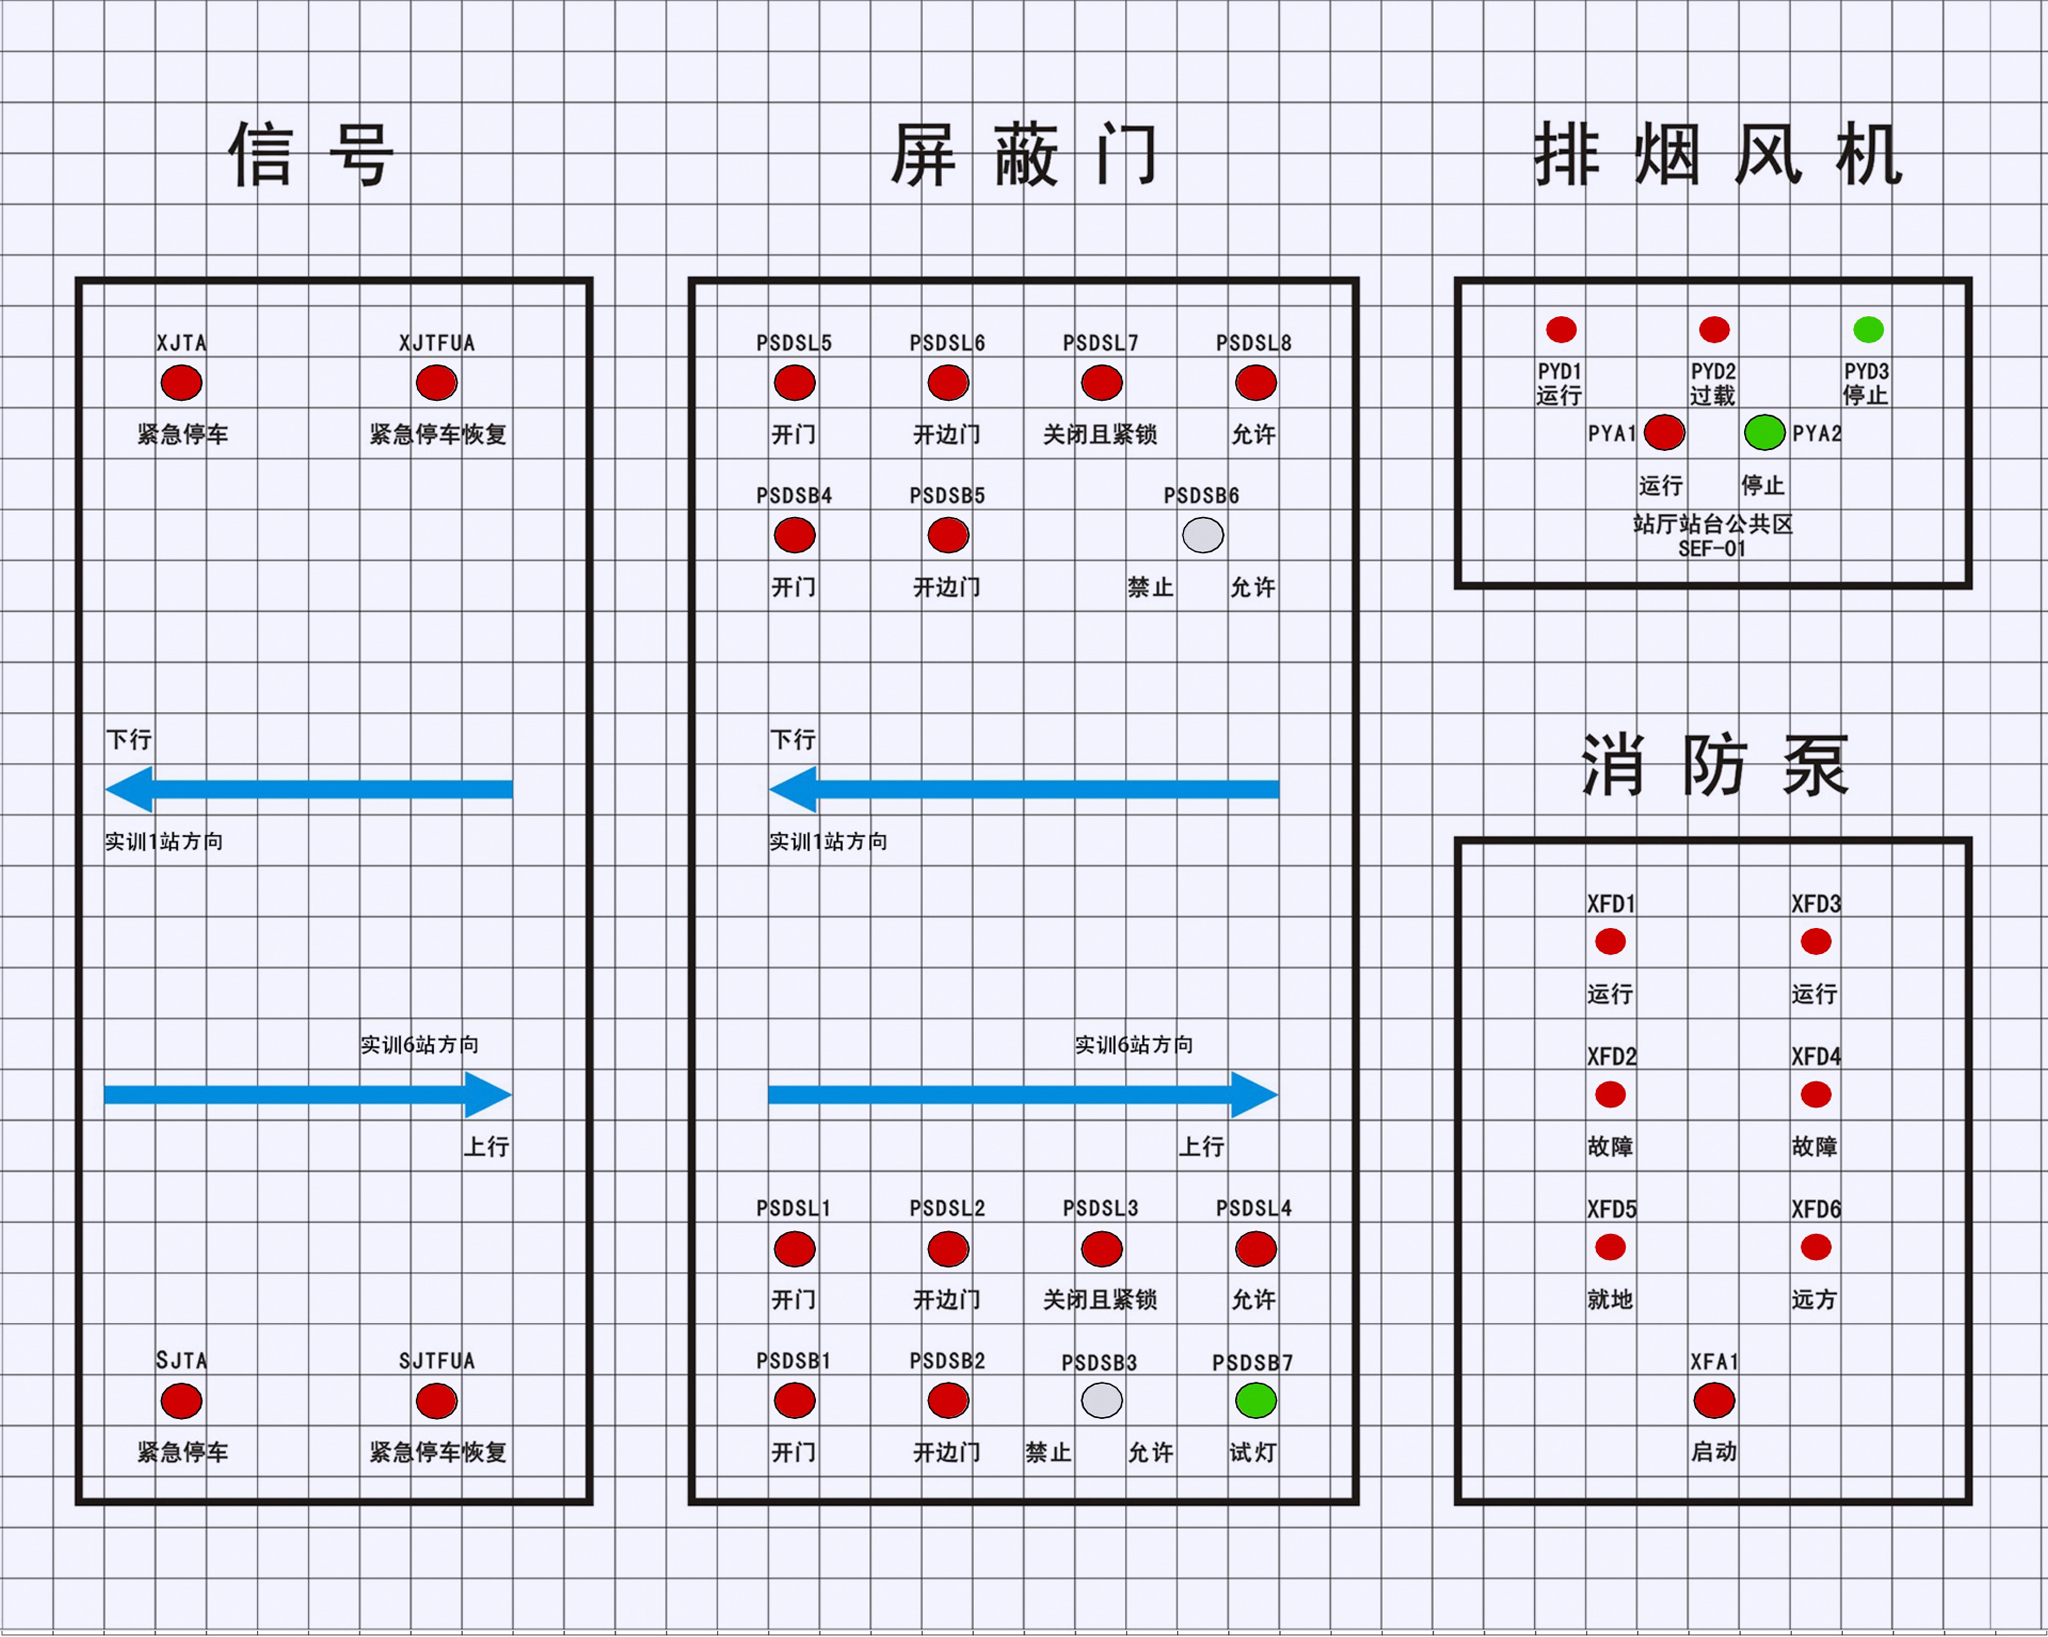 信号
XJTA
XJTFUA
紧急停车
紧急停车恢复
下行
实训1站方向
实训6站方向
上行
SJTA
SJTFUA
紧急停车
紧急停车恢复
屏蔽门
PSDSL5
PSDSL6
PSDSL7
PSDSL8
开门
开边门
关闭且紧锁
允许
PSDSB4
PSDSB5
PSDSB6
开门
开边门
禁止
允许
下行
实训1站方向
实训6站方向
上行
PSDSL1
PSDSL2
PSDSL3
PSDSL4
开门
开边门
关闭且紧锁
允许
PSDSB1
PSDSB2
PSDSB3
PSDSB7
开门
开边门
禁止
允许
试灯
排烟风机
PYD1
PYD2
PYD3
运行
过载
停止
PYA1
PYA2
运行
停止
站厅站台公共区
SEF-01
消防泵
XFD1
XFD3
运行
运行
XFD2
XFD4
故障
故障
XFD5
XFD6
就地
远方
XFA1
启动